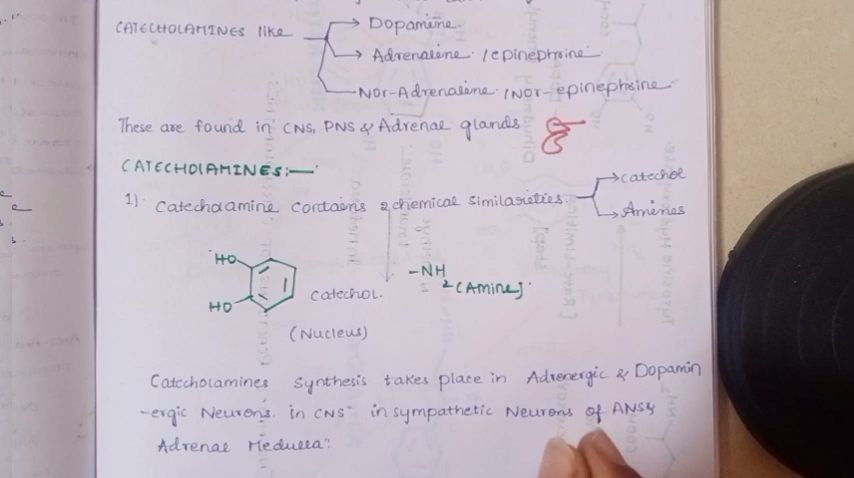 CATECHOLAMINES like
→ Dopamine
→ Adrenaline / epinephrine
Nor-Adrenaline / Nor-epinephrine
These are found in CNS, PNS & Adrenal glands
CATECHOLAMINES:-
1) Catecholamine contains 2 chemical similarities
→ catechol
→ Amines
HO
HO
catechol.
(Nucleus)
-NH2 (Amine)
Catecholamines synthesis takes place in Adrenergic & Dopamin
-ergic Neurons in CNS in sympathetic Neurons of ANS &
Adrenal Medulla: